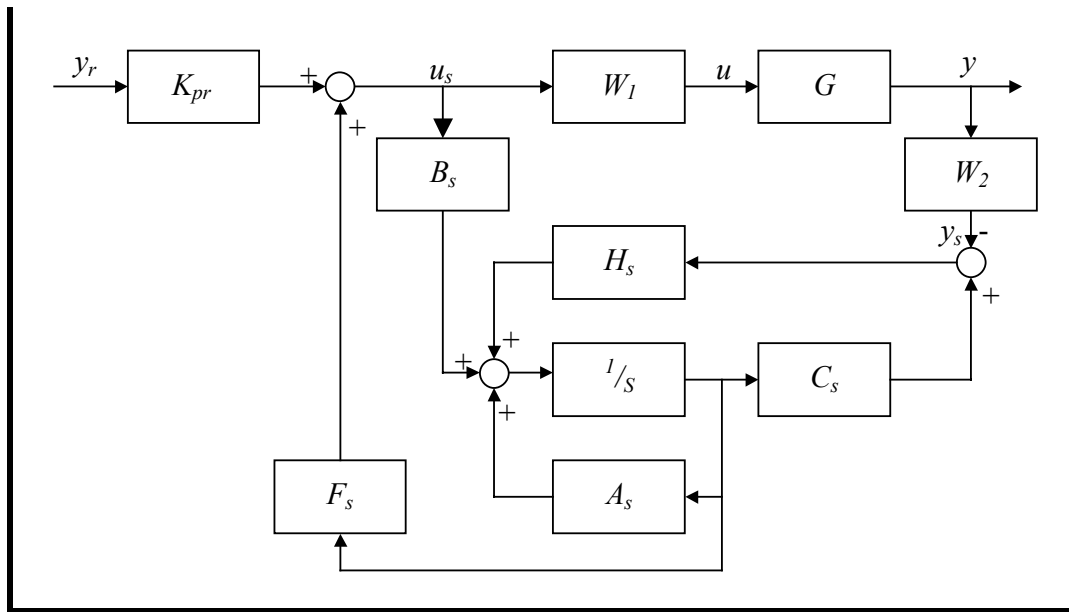 y_r
K_pr
+
+
u_s
W_1
u
G
y
B_s
W_2
y_s
-
H_s
+
+
+
+
1/S
C_s
F_s
A_s